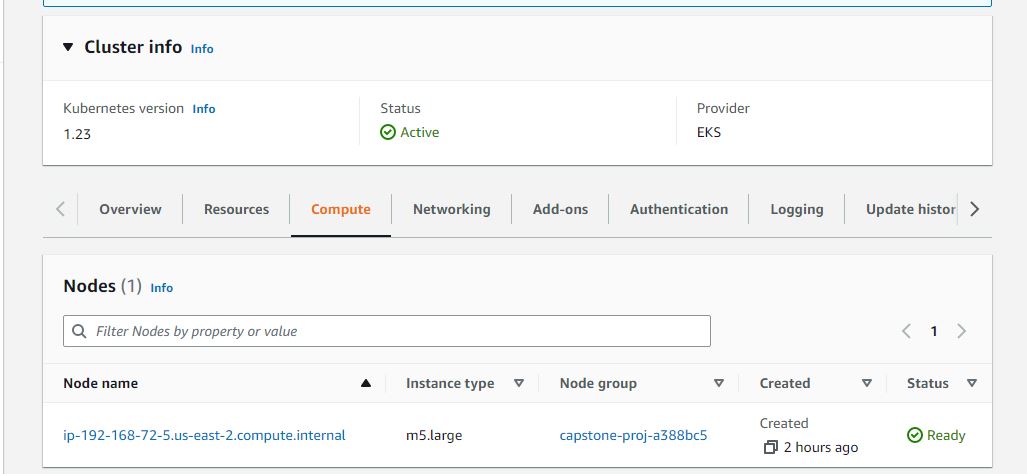 Cluster info Info
Kubernetes version Info
1.23
Status
Active
Provider
EKS
Overview Resources Compute Networking Add-ons Authentication Logging Update histor
Nodes (1) Info
Filter Nodes by property or value
1
Node name Instance type Node group Created Status
ip-192-168-72-5.us-east-2.compute.internal m5.large capstone-proj-a388bc5 Created
2 hours ago Ready